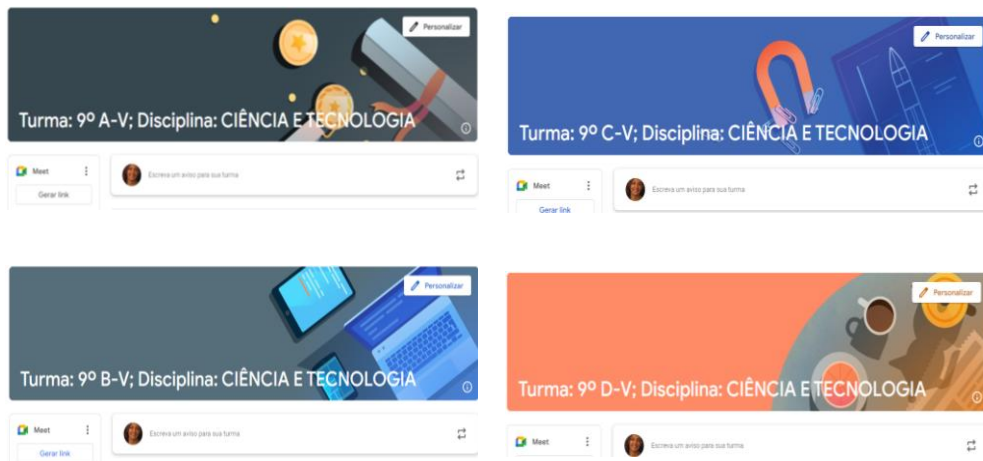 Personalizar
Turma: 9º A-V; Disciplina: CIÊNCIA E TECNOLOGIA
Meet
Escreva um aviso para sua turma
Gerar link
Personalizar
Turma: 9º C-V; Disciplina: CIÊNCIA E TECNOLOGIA
Meet
Escreva um aviso para sua turma
Gerar link
Personalizar
Turma: 9º B-V; Disciplina: CIÊNCIA E TECNOLOGIA
Meet
Escreva um aviso para sua turma
Gerar link
Personalizar
Turma: 9º D-V; Disciplina: CIÊNCIA E TECNOLOGIA
Meet
Escreva um aviso para sua turma